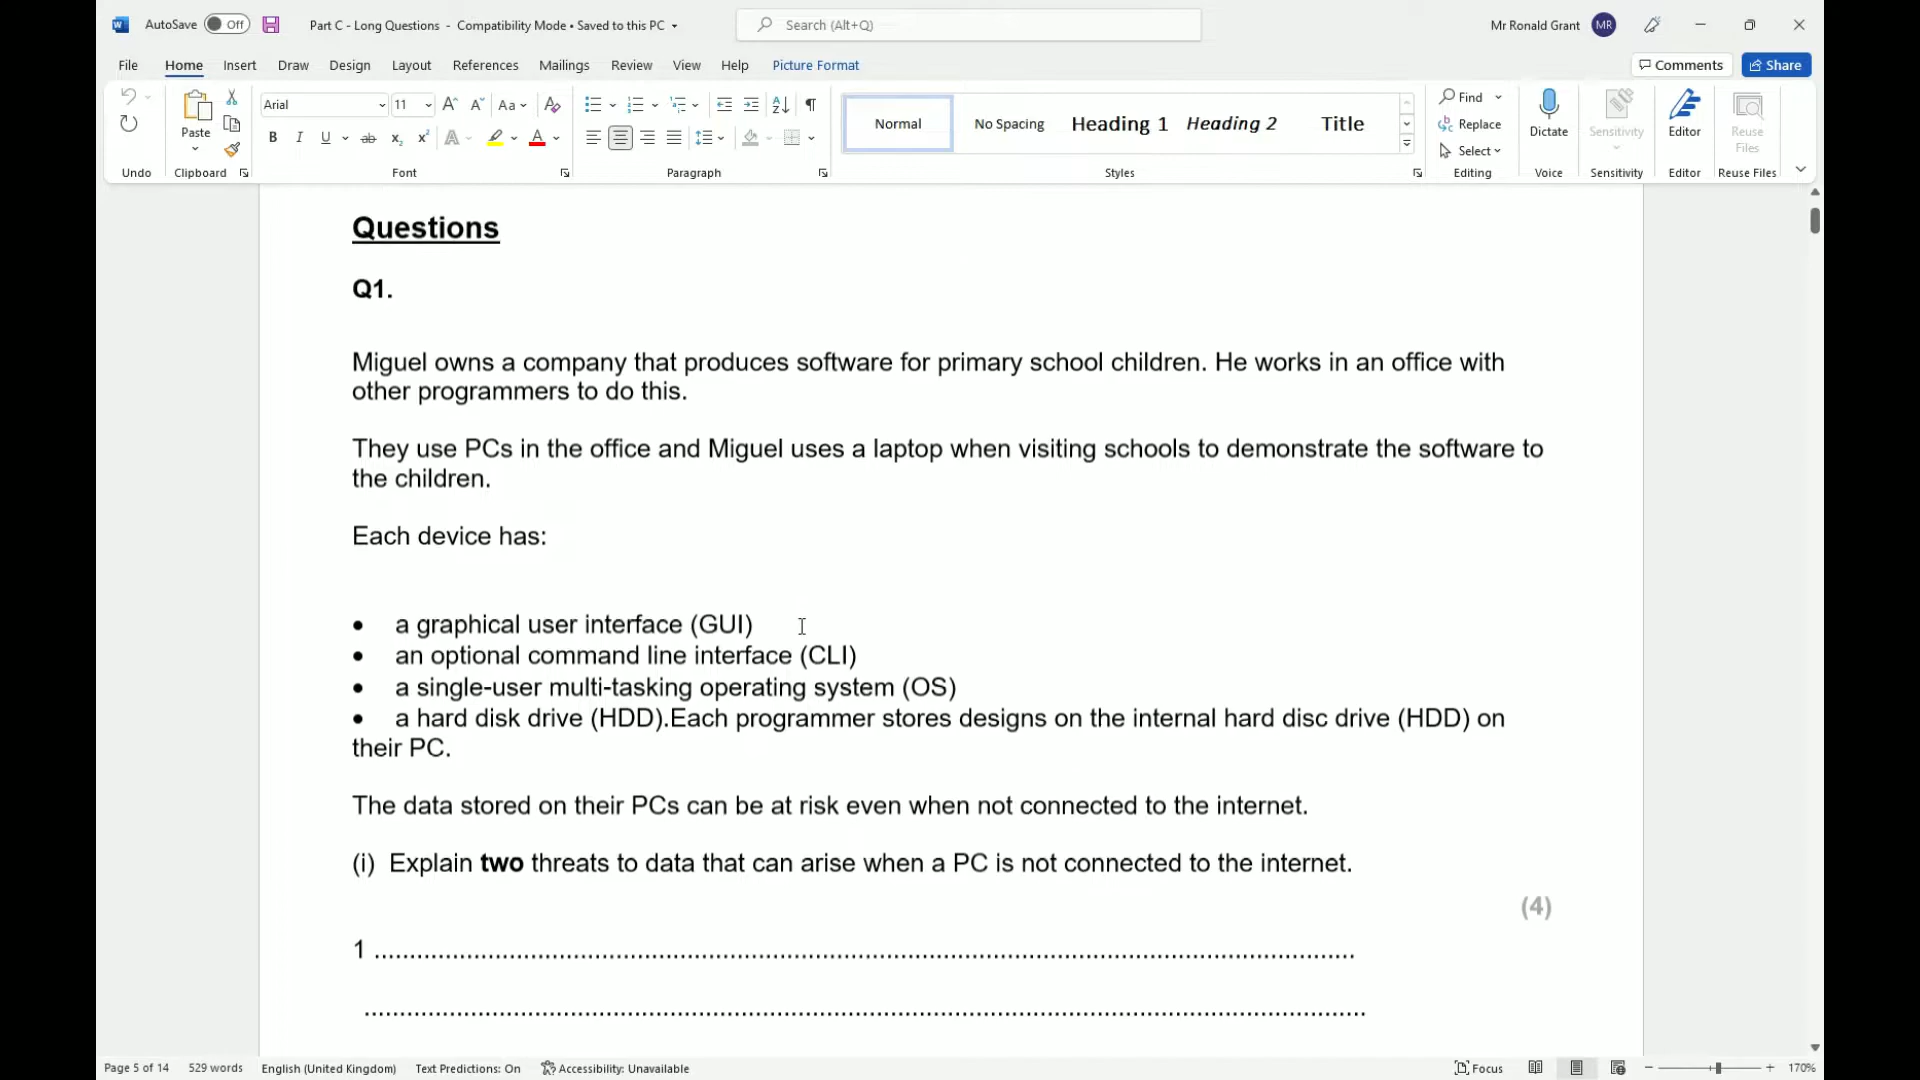 AutoSave Off Part C - Long Questions - Compatibility Mode • Saved to this PC Search (Alt+Q) Mr Ronald Grant MR
File Home Insert Draw Design Layout References Mailings Review View Help Picture Format Comments Share
Paste Arial 11 Aa Normal No Spacing Heading 1 Heading 2 Title Find Replace Select Dictate Sensitivity Editor Reuse Files
Undo Clipboard Font Paragraph Styles Editing Voice Sensitivity Editor Reuse Files
Questions
Q1.
Miguel owns a company that produces software for primary school children. He works in an office with
other programmers to do this.
They use PCs in the office and Miguel uses a laptop when visiting schools to demonstrate the software to
the children.
Each device has:
• a graphical user interface (GUI)
• an optional command line interface (CLI)
• a single-user multi-tasking operating system (OS)
• a hard disk drive (HDD).Each programmer stores designs on the internal hard disc drive (HDD) on
their PC.
The data stored on their PCs can be at risk even when not connected to the internet.
(i) Explain two threats to data that can arise when a PC is not connected to the internet.
(4)
1 ..........................................................................................................................................
.............................................................................................................................................
Page 5 of 14 529 words English (United Kingdom) Text Predictions: On Accessibility: Unavailable Focus 170%